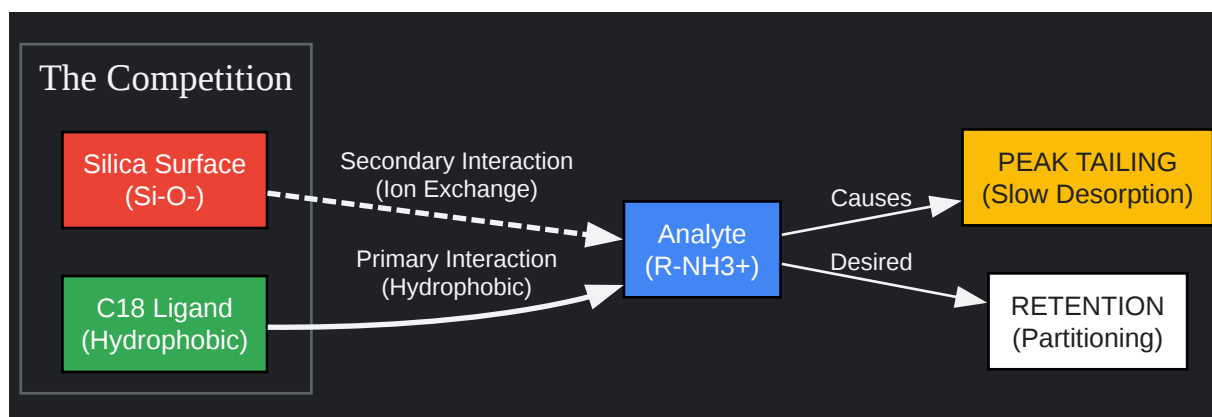 The Competition
Silica Surface
(Si-O-)
Secondary Interaction
(Ion Exchange)
C18 Ligand
(Hydrophobic)
Primary Interaction
(Hydrophobic)
Analyte
(R-NH3+)
Causes
PEAK TAILING
(Slow Desorption)
Desired
RETENTION
(Partitioning)